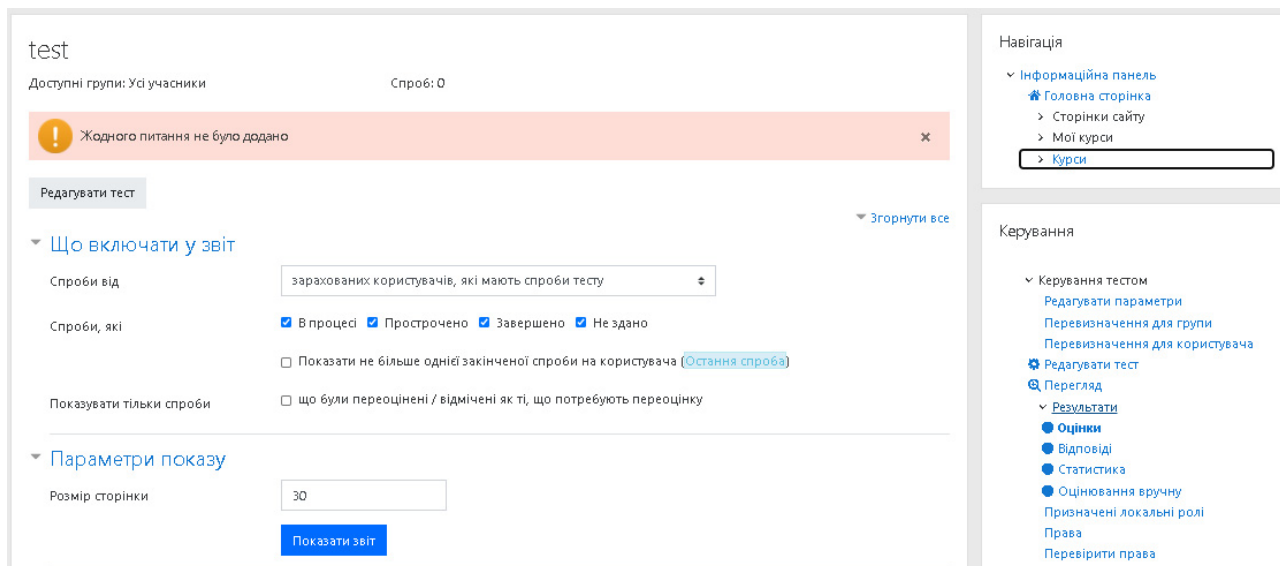 test
Доступні групи: Усі учасники Спроб: 0
Жодного питання не було додано ×
Редагувати тест
Згорнути все
Що включати у звіт
Спроби від зарахованих користувачів, які мають спроби тесту
Спроби, які В процесі Прострочено Завершено Не здано
Показати не більше однієї закінченої спроби на користувача (Остання спроба)
Показувати тільки спроби що були переоцінені / відмічені як ті, що потребують переоцінку
Параметри показу
Розмір сторінки 30
Показати звіт
Навігація
Інформаційна панель
Головна сторінка
Сторінки сайту
Мої курси
Курси
Керування
Керування тестом
Редагувати параметри
Перевизначення для групи
Перевизначення для користувача
Редагувати тест
Перегляд
Результати
Оцінки
Відповіді
Статистика
Оцінювання вручну
Призначені локальні ролі
Права
Перевірити права